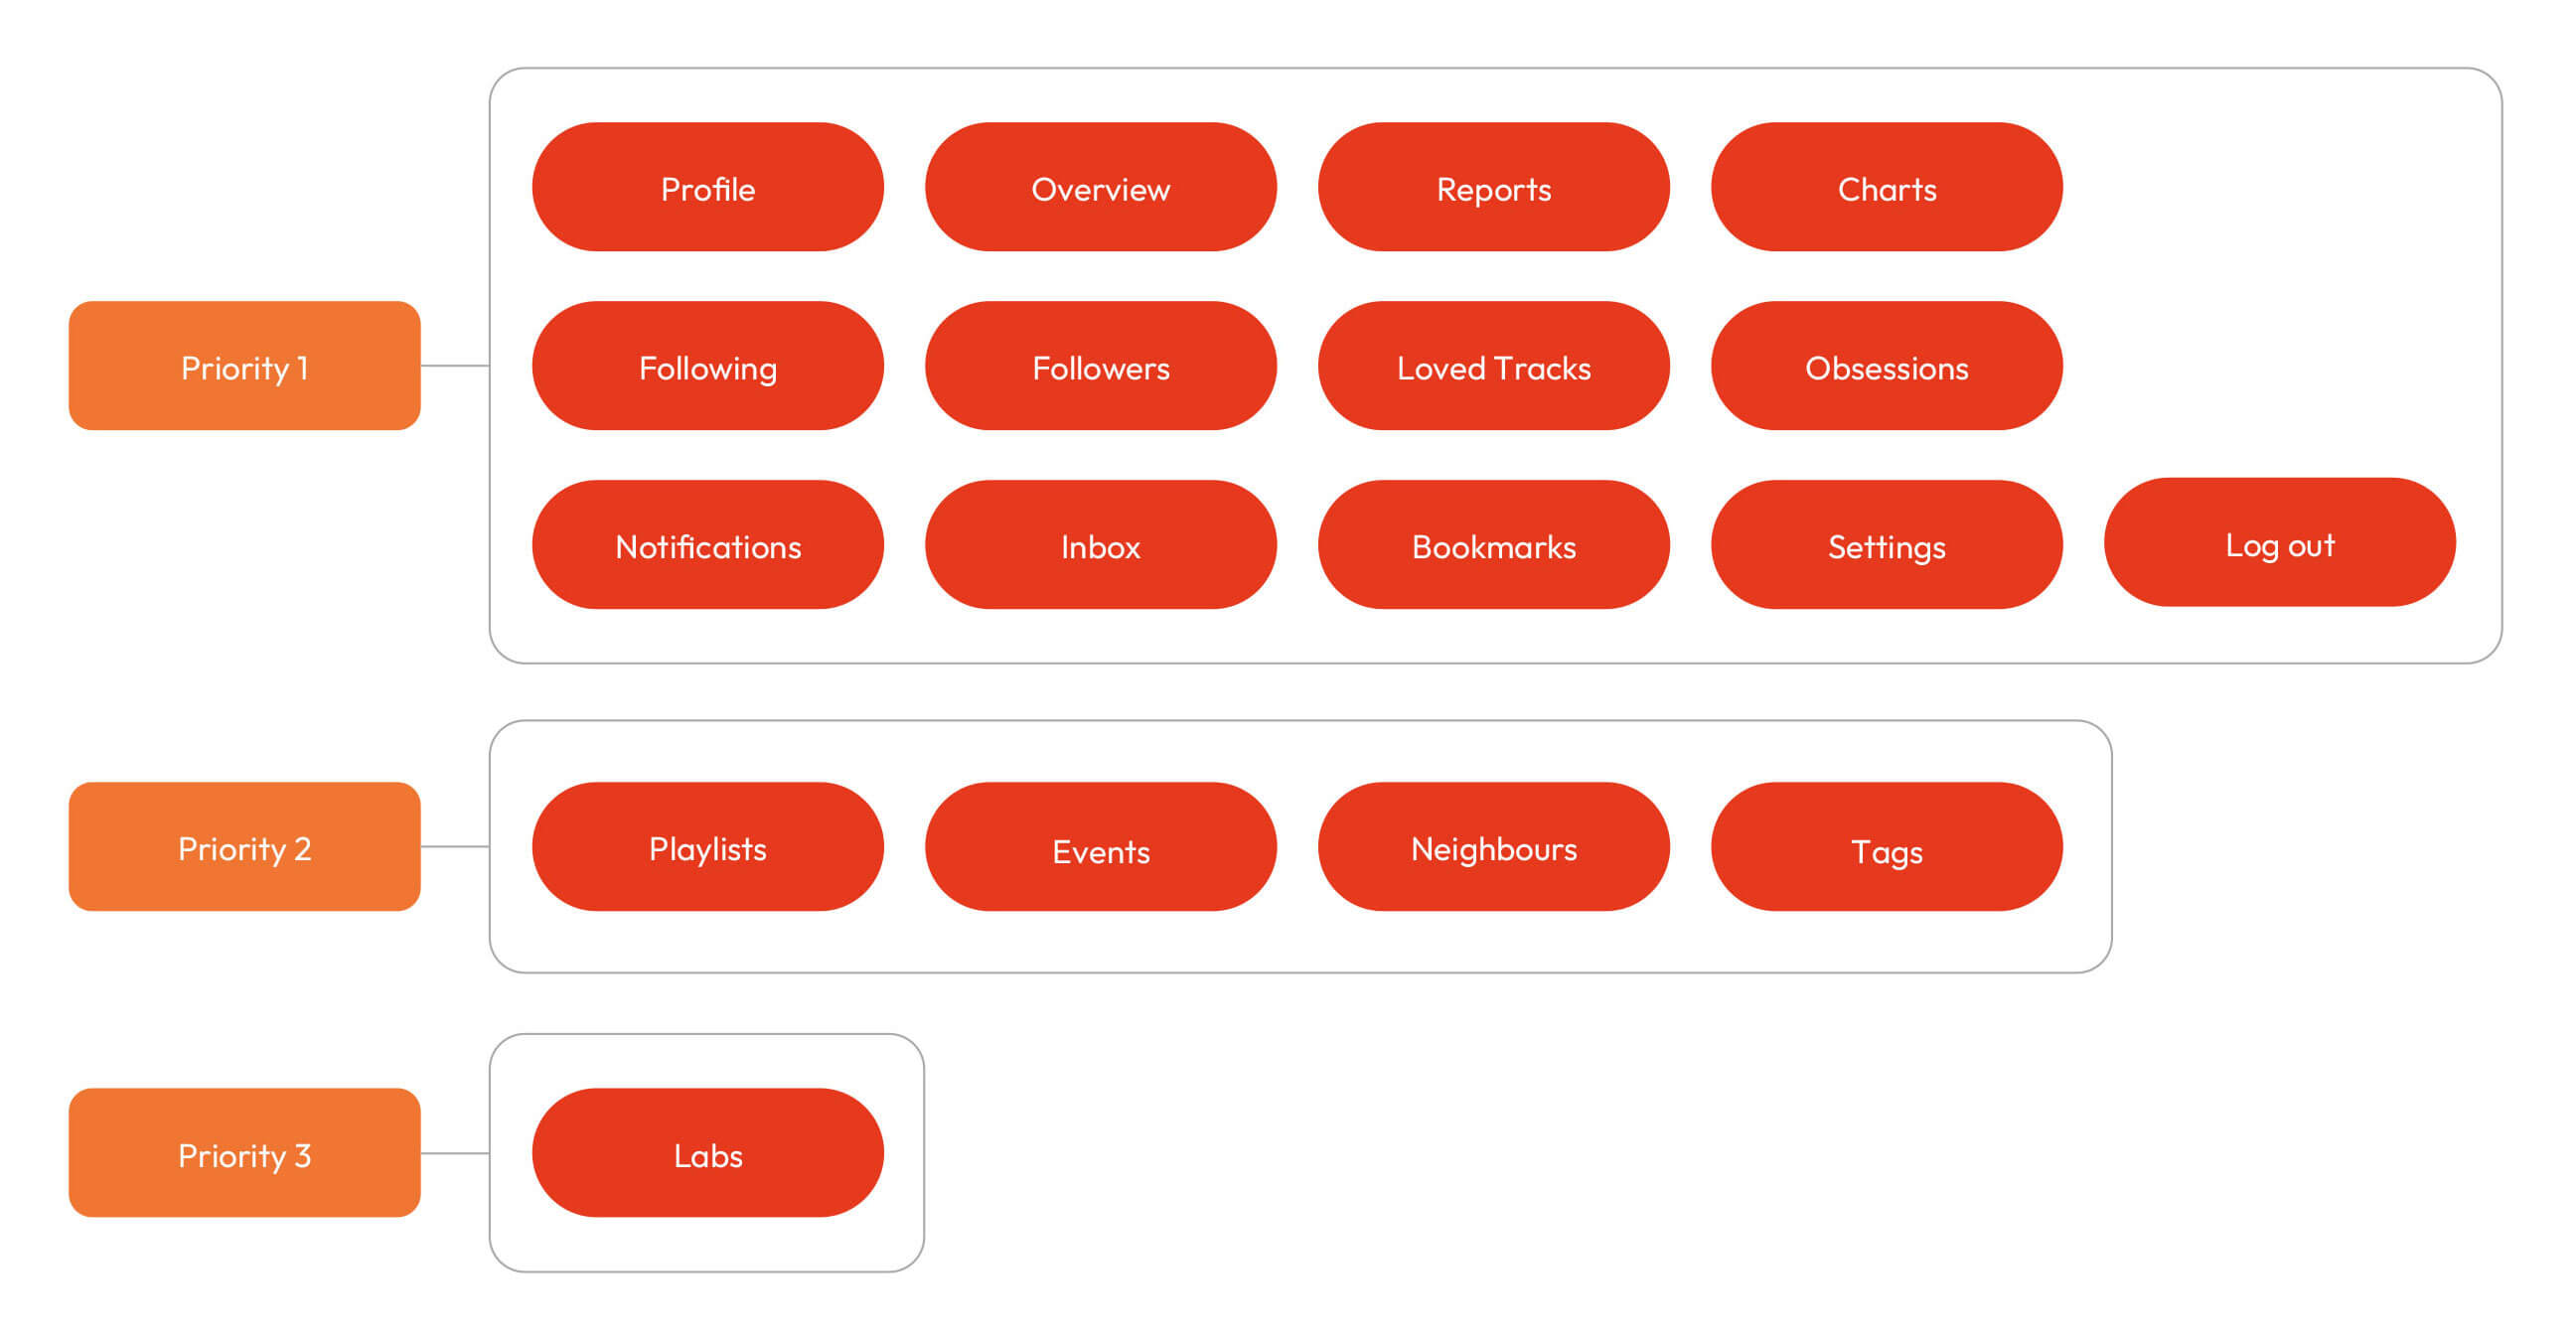 Profile
Overview
Reports
Charts
Priority 1
Following
Followers
Loved Tracks
Obsessions
Notifications
Inbox
Bookmarks
Settings
Log out
Priority 2
Playlists
Events
Neighbours
Tags
Priority 3
Labs